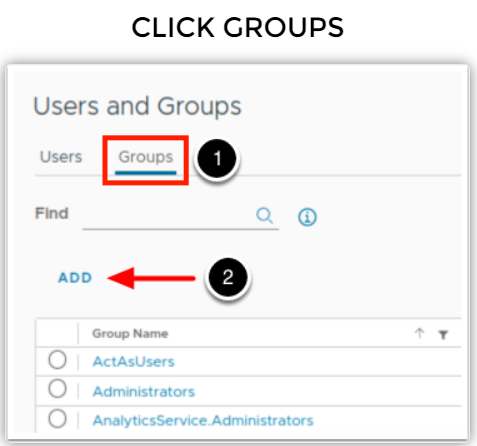 CLICK GROUPS
Users and Groups
Users Groups 1
Find
ADD 2
Group Name
ActAsUsers
Administrators
AnalyticsService.Administrators